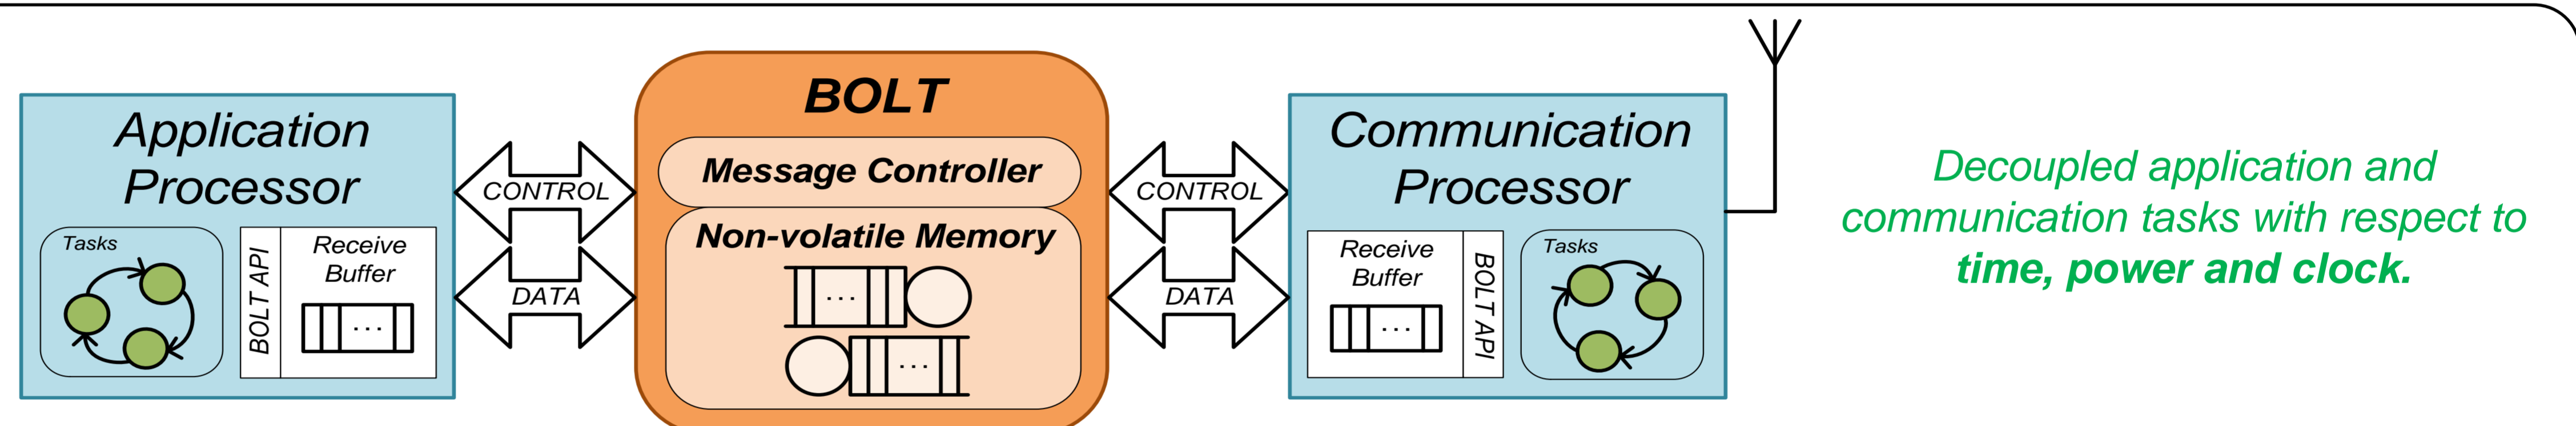 Application
Processor
Tasks
BOLT API
Receive
Buffer
...
CONTROL
DATA
BOLT
Message Controller
Non-volatile Memory
...
...
CONTROL
DATA
Communication
Processor
Receive
Buffer
...
BOLT API
Tasks
Decoupled application and
communication tasks with respect to
time, power and clock.